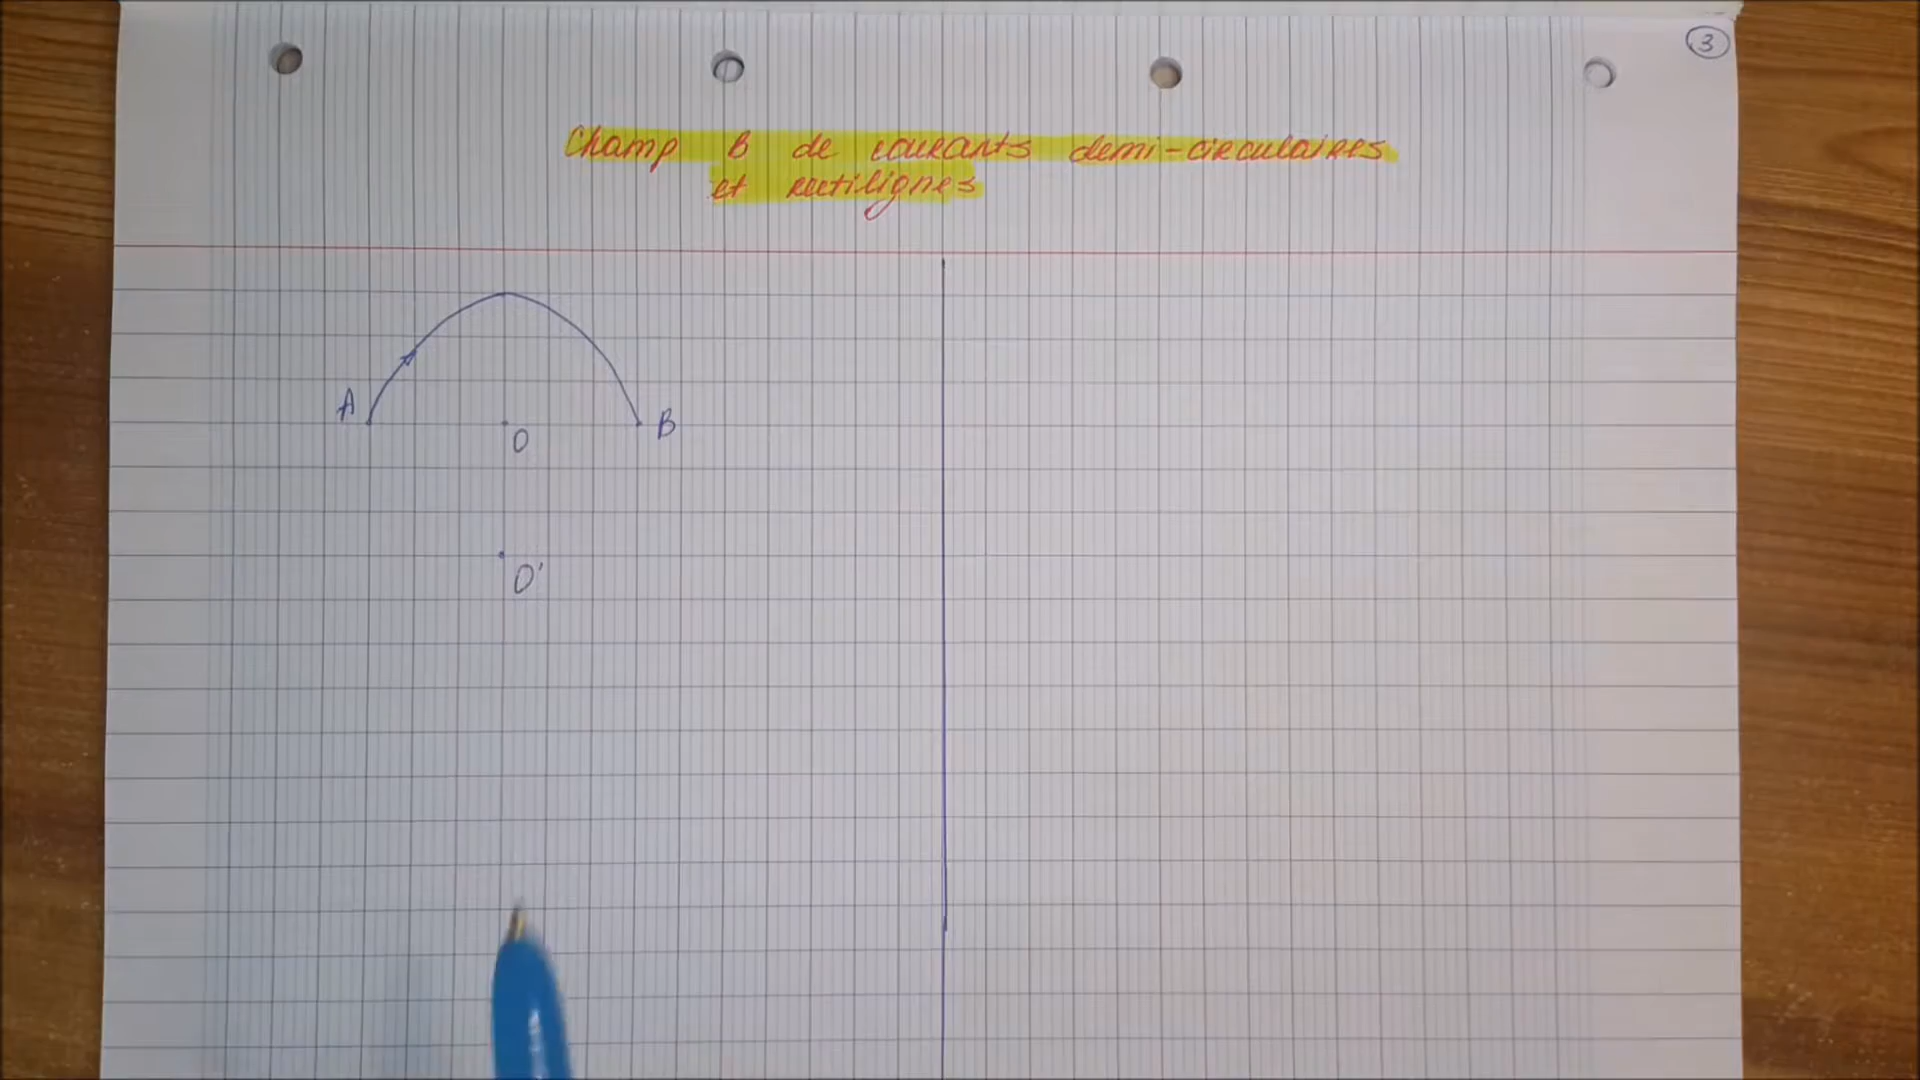 3
Champ B de courants demi-circulaires
et rectilignes
A
B
O
O'